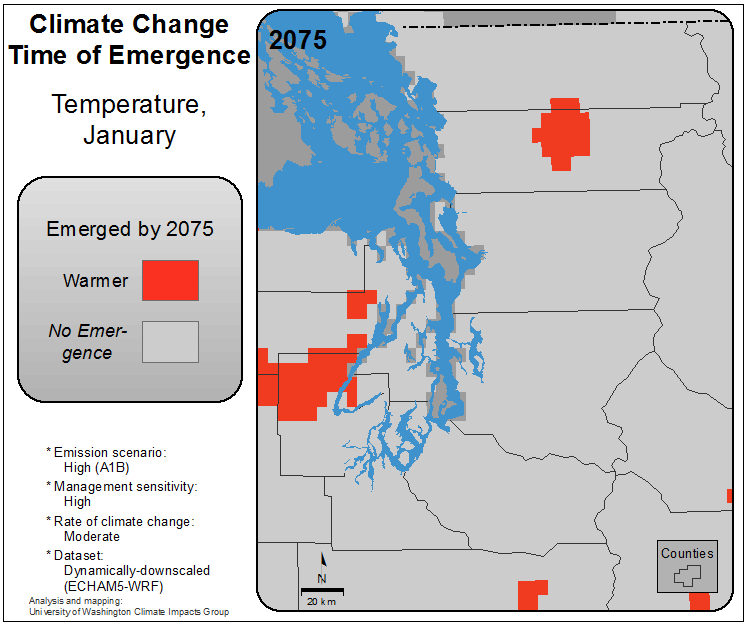 Climate Change
Time of Emergence
Temperature,
January
Emerged by 2075
Warmer
No Emer-
gence
* Emission scenario:
High (A1B)
* Management sensitivity:
High
* Rate of climate change:
Moderate
* Dataset:
Dynamically-downscaled
(ECHAM5-WRF)
Analysis and mapping:
University of Washington Climate Impacts Group
2075
N
20 km
Counties